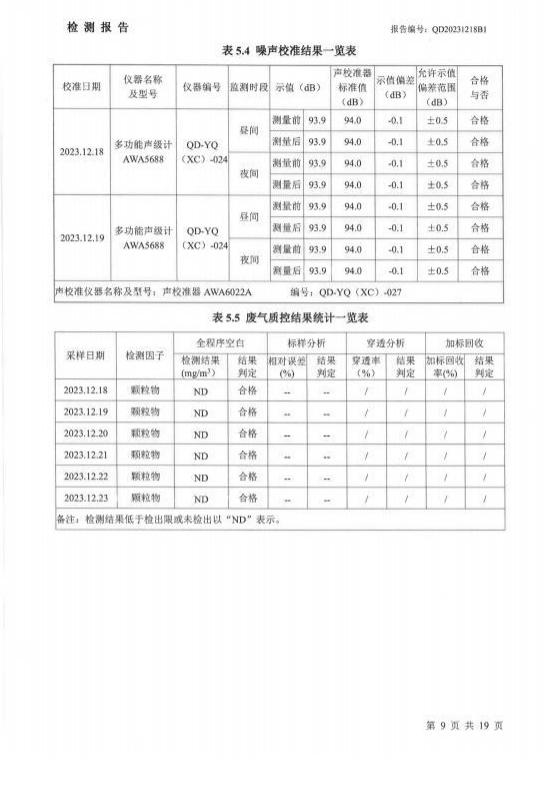 检 测 报 告
报告编号：QD20231218B1
表 5.4 噪声校准结果一览表
校准日期 仪器名称及型号 仪器编号 监测时段 示值（dB） 声校准器标准值（dB） 示值偏差（dB） 允许示值偏差范围（dB） 合格与否
2023.12.18 多功能声级计 AWA5688 QD-YQ（XC）-024 昼间 测量前 93.9 94.0 -0.1 ±0.5 合格
测量后 93.9 94.0 -0.1 ±0.5 合格
夜间 测量前 93.9 94.0 -0.1 ±0.5 合格
测量后 93.9 94.0 -0.1 ±0.5 合格
2023.12.19 多功能声级计 AWA5688 QD-YQ（XC）-024 昼间 测量前 93.9 94.0 -0.1 ±0.5 合格
测量后 93.9 94.0 -0.1 ±0.5 合格
夜间 测量前 93.9 94.0 -0.1 ±0.5 合格
测量后 93.9 94.0 -0.1 ±0.5 合格
声校准仪器名称及型号：声校准器 AWA6022A 编号：QD-YQ（XC）-027
表 5.5 废气质控结果统计一览表
采样日期 检测因子 全程序空白 标样分析 穿透分析 加标回收
检测结果(mg/m³) 结果判定 相对误差(%) 结果判定 穿透率（%） 结果判定 加标回收率(%) 结果判定
2023.12.18 颗粒物 ND 合格 -- -- / / / /
2023.12.19 颗粒物 ND 合格 -- -- / / / /
2023.12.20 颗粒物 ND 合格 -- -- / / / /
2023.12.21 颗粒物 ND 合格 -- -- / / / /
2023.12.22 颗粒物 ND 合格 -- -- / / / /
2023.12.23 颗粒物 ND 合格 -- -- / / / /
备注：检测结果低于检出限或未检出以“ND”表示。
第 9 页 共 19 页